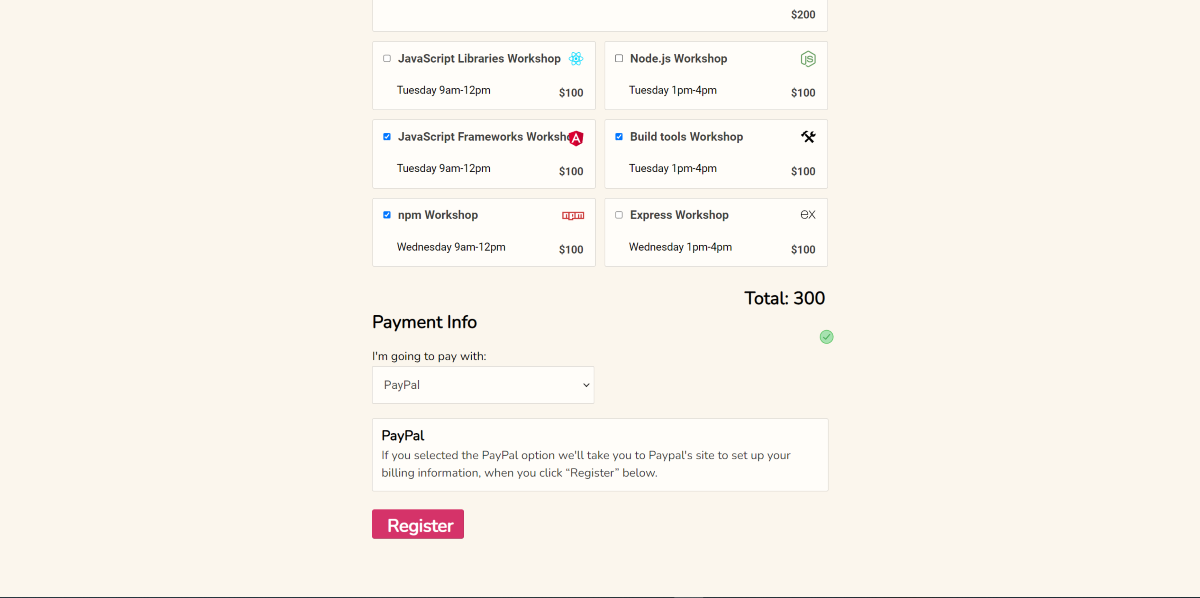 $200
JavaScript Libraries Workshop
Tuesday 9am-12pm
$100
Node.js Workshop
JS
Tuesday 1pm-4pm
$100
JavaScript Frameworks Worksho
A
Tuesday 9am-12pm
$100
Build tools Workshop
Tuesday 1pm-4pm
$100
npm Workshop
npm
Wednesday 9am-12pm
$100
Express Workshop
ex
Wednesday 1pm-4pm
$100
Total: 300
Payment Info
I'm going to pay with:
PayPal
PayPal
If you selected the PayPal option we'll take you to Paypal's site to set up your
billing information, when you click “Register” below.
Register